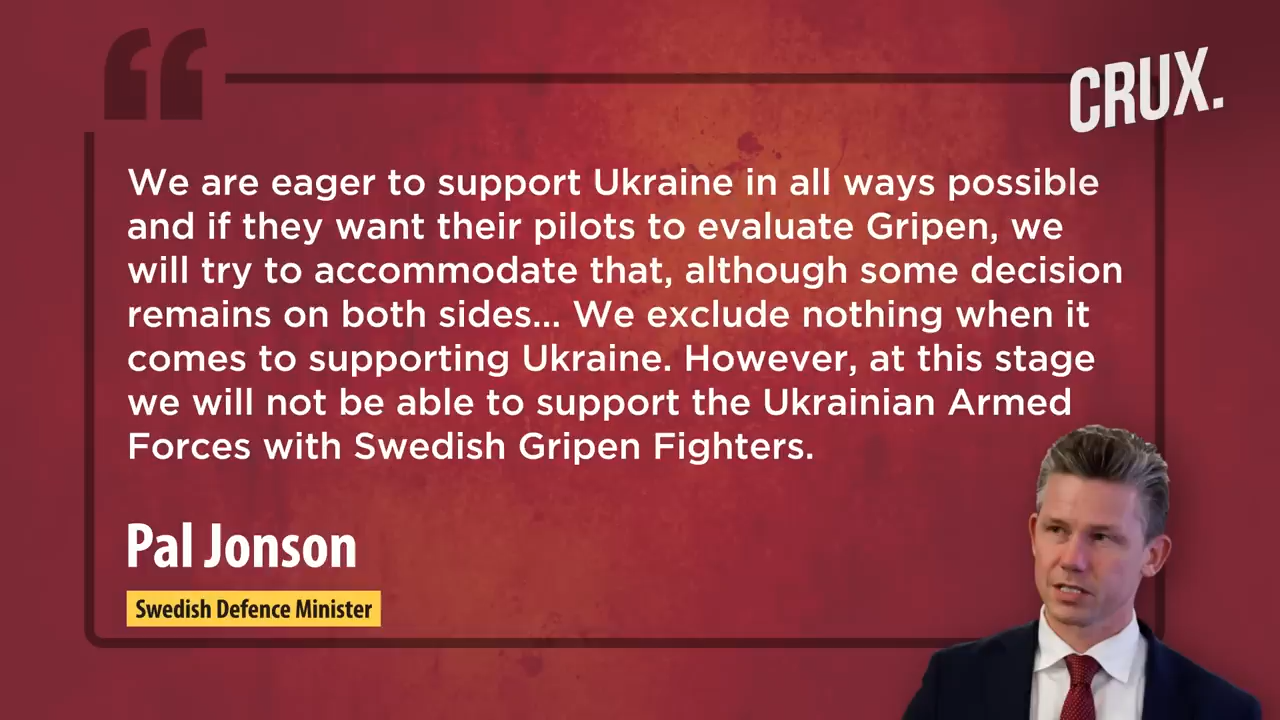 CRUX.
We are eager to support Ukraine in all ways possible
and if they want their pilots to evaluate Gripen, we
will try to accommodate that, although some decision
remains on both sides... We exclude nothing when it
comes to supporting Ukraine. However, at this stage
we will not be able to support the Ukrainian Armed
Forces with Swedish Gripen Fighters.
Pal Jonson
Swedish Defence Minister